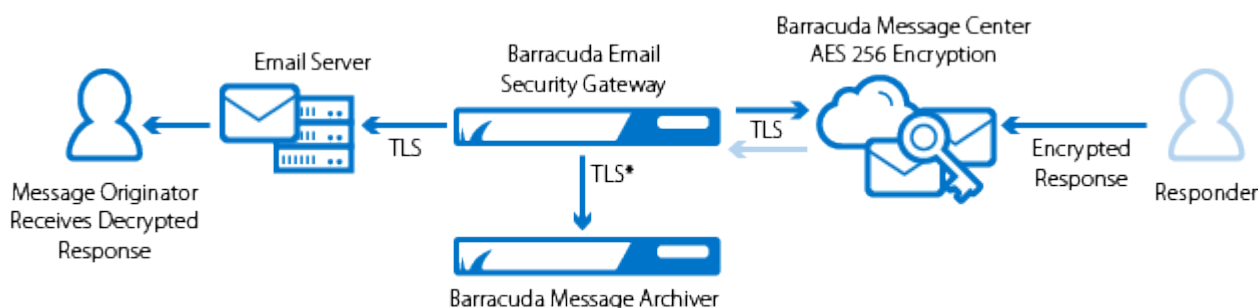 Barracuda Message Center
AES 256 Encryption
Barracuda Email
Security Gateway
Email Server
TLS
TLS
TLS*
Encrypted
Response
Responder
Message Originator
Receives Decrypted
Response
Barracuda Message Archiver